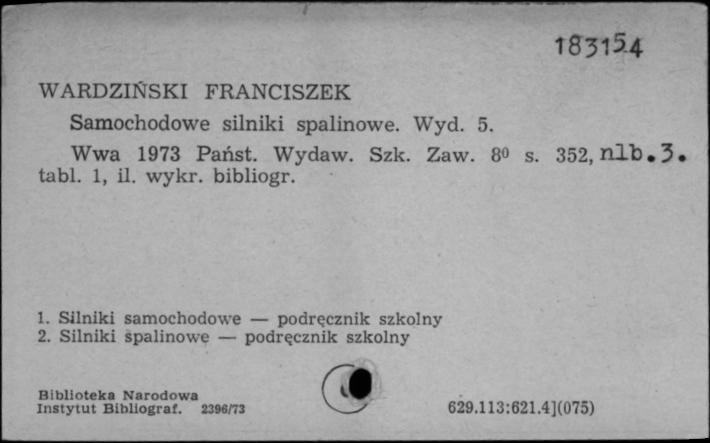 183154
WARDZIŃSKI FRANCISZEK
Samochodowe silniki spalinowe. Wyd. 5.
Wwa 1973 Państ. Wydaw. Szk. Zaw. 8⁰ s. 352, nlb. 3.
tabl. 1, il. wykr. bibliogr.
1. Silniki samochodowe — podręcznik szkolny
2. Silniki spalinowe — podręcznik szkolny
Biblioteka Narodowa
Instytut Bibliograf. 2396/73
629.113:621.4](075)